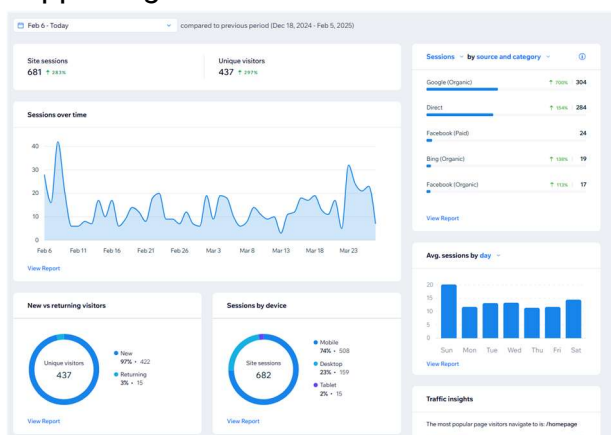 Feb 6 - Today
compared to previous period (Dec 18, 2024 - Feb 5, 2025)
Site sessions
681 ↑ 283%
Unique visitors
437 ↑ 297%
Sessions over time
40
30
20
10
0
Feb 6 Feb 11 Feb 16 Feb 21 Feb 26 Mar 3 Mar 8 Mar 13 Mar 18 Mar 23
View Report
New vs returning visitors
Unique visitors
437
New
97% • 422
Returning
3% • 15
View Report
Sessions by device
Site sessions
682
Mobile
74% • 508
Desktop
23% • 159
Tablet
2% • 15
View Report
Sessions by source and category
Google (Organic) 304
Direct 284
Facebook (Paid) 24
Bing (Organic) 19
Facebook (Organic) 17
View Report
Avg. sessions by day
20
15
10
5
0
Sun Mon Tue Wed Thu Fri Sat
View Report
Traffic insights
The most popular page visitors navigate to is: /homepage